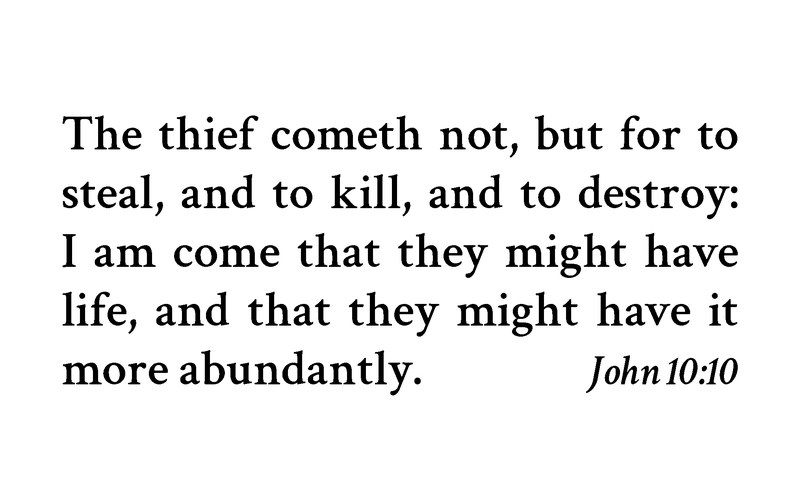 The thief cometh not, but for to
steal, and to kill, and to destroy:
I am come that they might have
life, and that they might have it
more abundantly. John 10:10